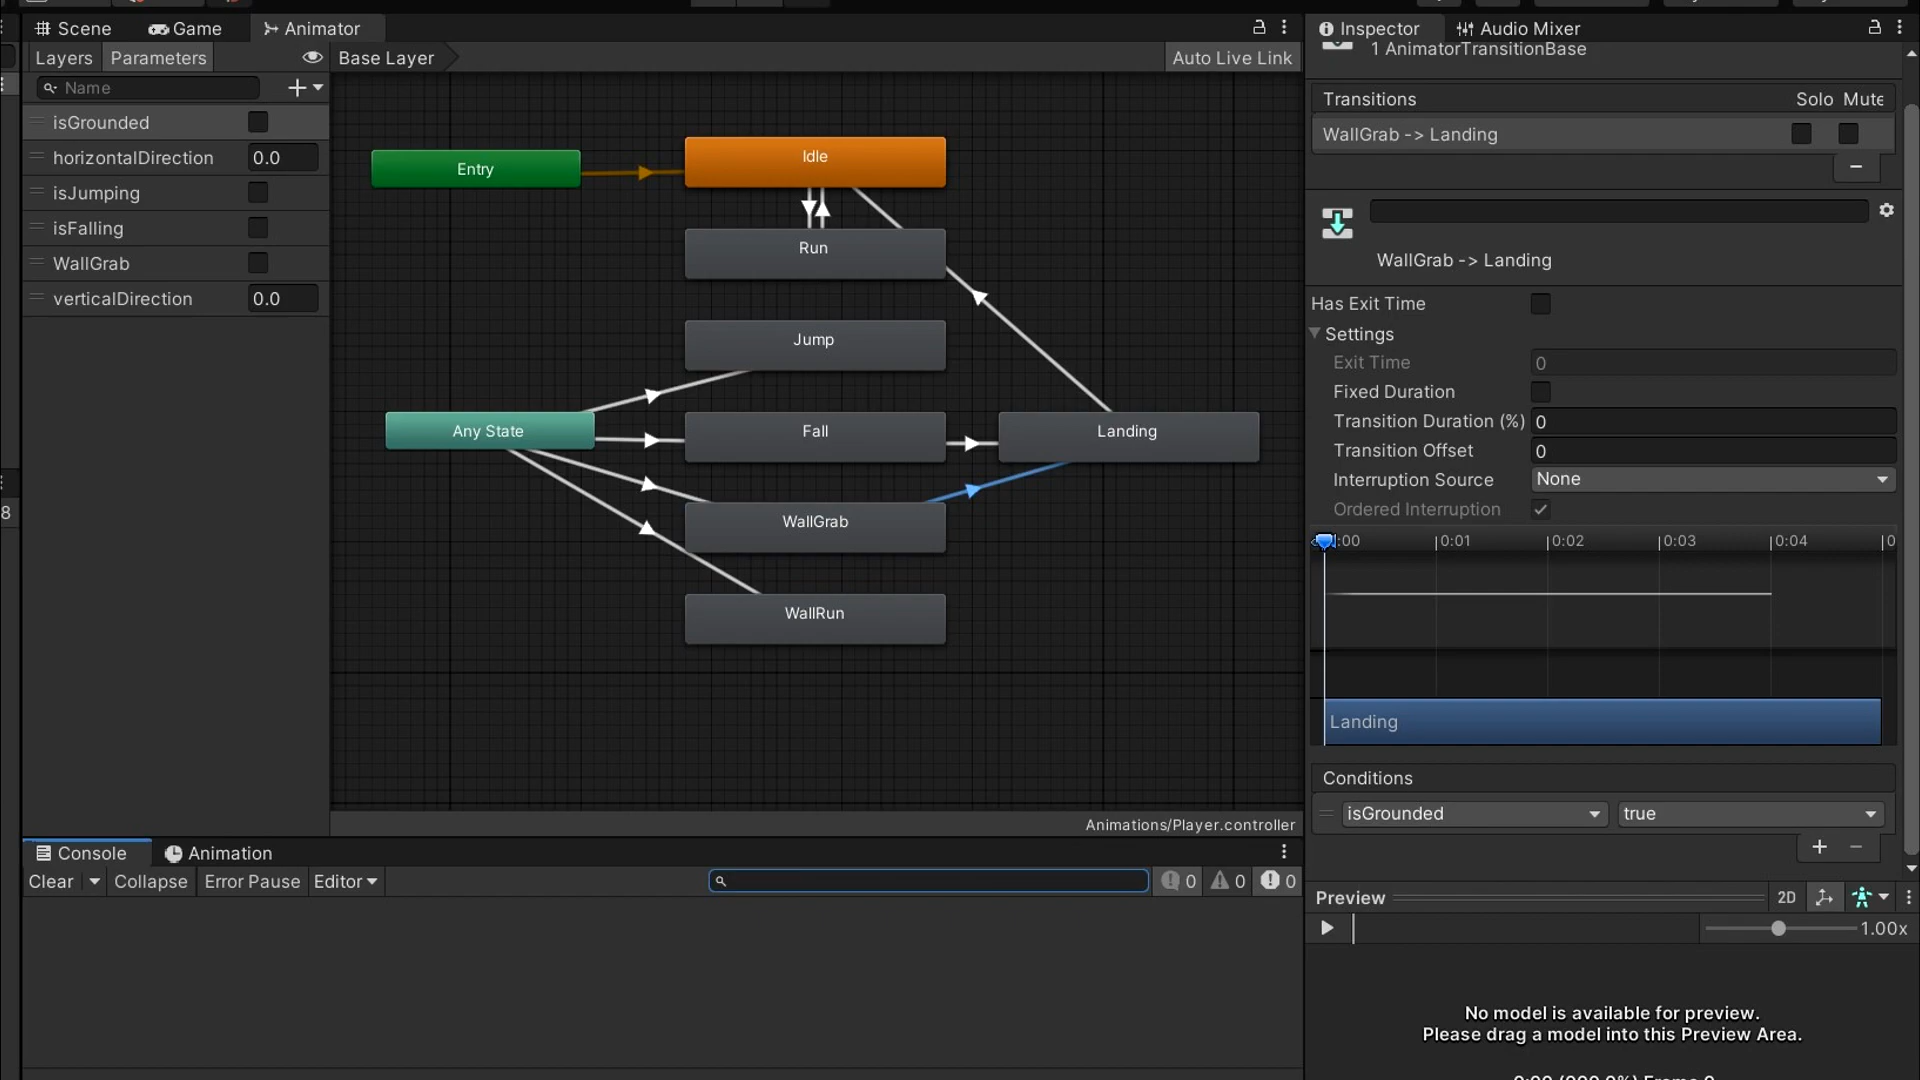 Scene
Game
Animator
Layers
Parameters
Base Layer
Auto Live Link
Name
isGrounded
horizontalDirection
0.0
isJumping
isFalling
WallGrab
verticalDirection
0.0
8
Entry
Idle
Run
Jump
Any State
Fall
Landing
WallGrab
WallRun
Animations/Player.controller
Console
Animation
Clear
Collapse
Error Pause
Editor
0
0
0
Inspector
Audio Mixer
1 AnimatorTransitionBase
Transitions
Solo
Mute
WallGrab -> Landing
WallGrab -> Landing
Has Exit Time
Settings
Exit Time
0
Fixed Duration
Transition Duration (%)
0
Transition Offset
0
Interruption Source
None
Ordered Interruption
:00
0:01
0:02
0:03
0:04
0
Landing
Conditions
isGrounded
true
Preview
2D
1.00x
No model is available for preview.
Please drag a model into this Preview Area.